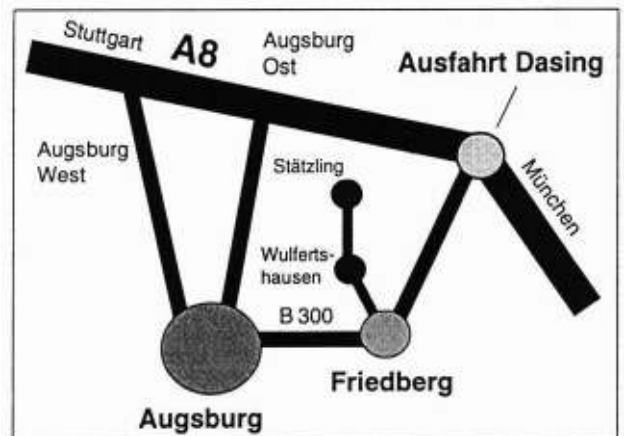 Stuttgart
A8
Augsburg
Ost
Ausfahrt Dasing
Augsburg
West
Stätzling
München
Wulferts-
hausen
B 300
Friedberg
Augsburg